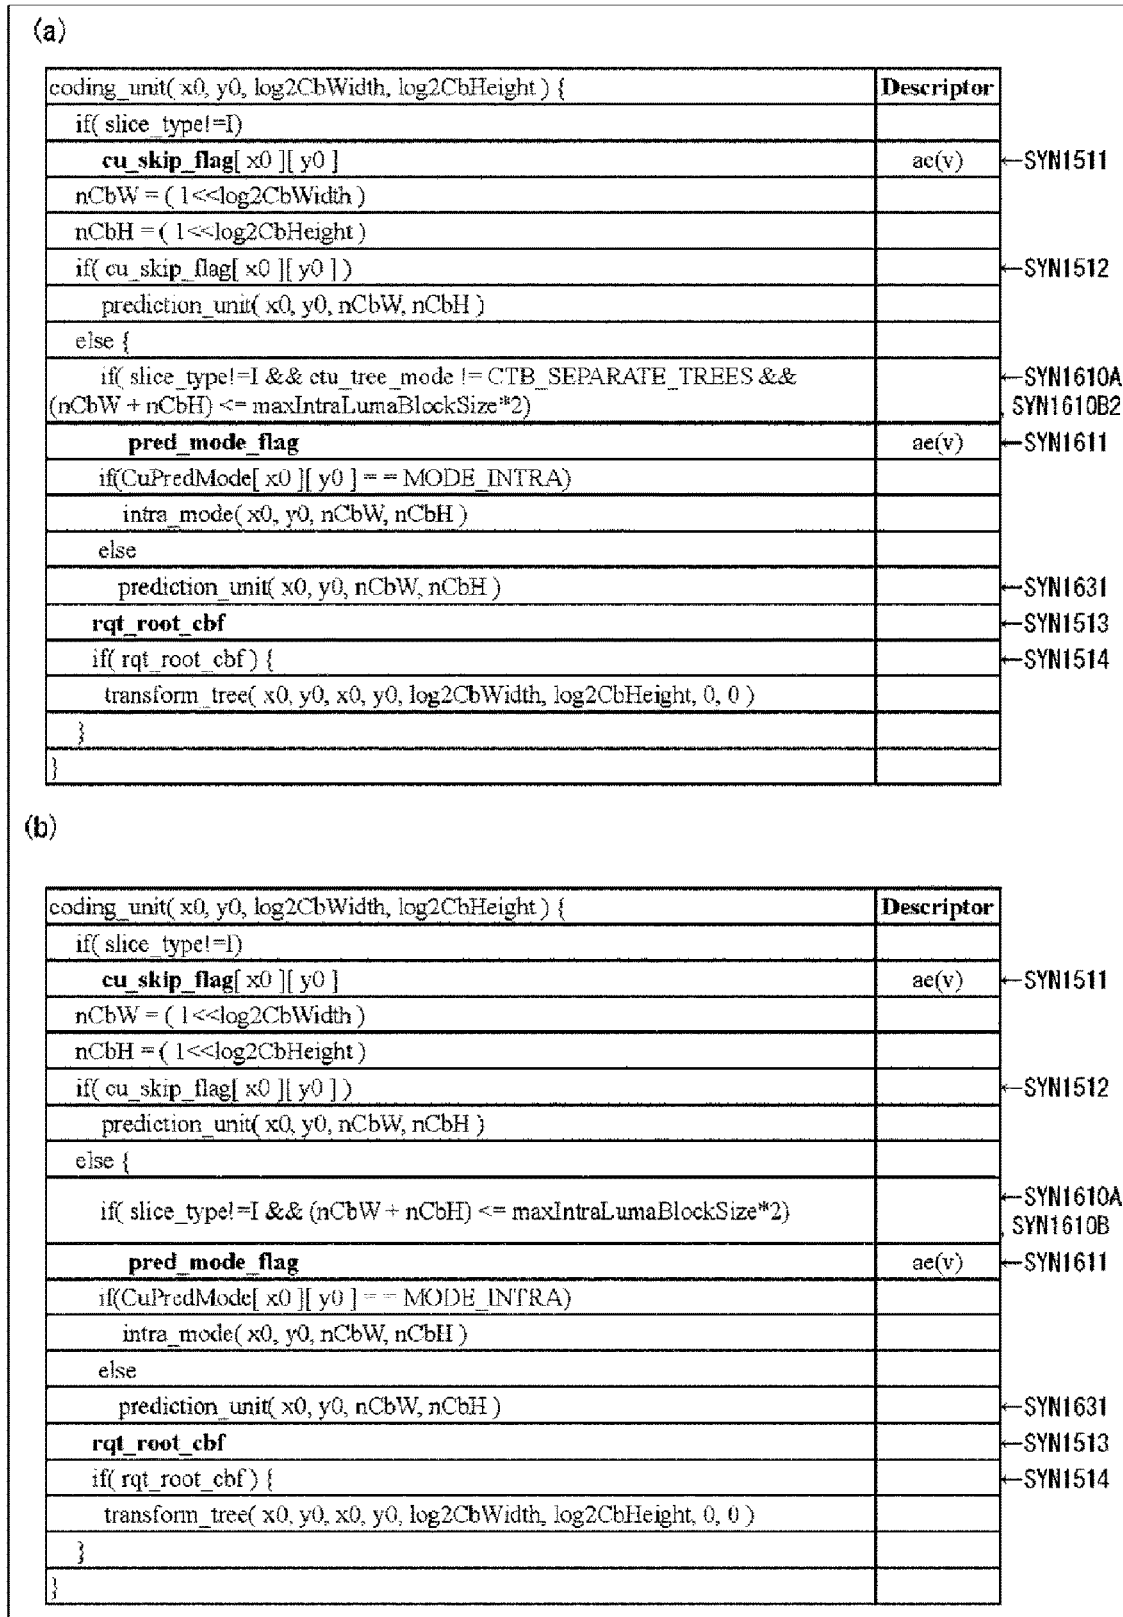 (a)
coding_unit( x0, y0, log2CbWidth, log2CbHeight ) { Descriptor
if( slice_type!=I)
cu_skip_flag[ x0 ][ y0 ] ae(v) ←SYN1511
nCbW = ( 1<<log2CbWidth )
nCbH = ( 1<<log2CbHeight )
if( cu_skip_flag[ x0 ][ y0 ] ) ←SYN1512
prediction_unit( x0, y0, nCbW, nCbH )
else {
if( slice_type!=I && ctu_tree_mode != CTB_SEPARATE_TREES && ←SYN1610A
(nCbW + nCbH) <= maxIntraLumaBlockSize*2) , SYN1610B2
pred_mode_flag ae(v) ←SYN1611
if(CuPredMode[ x0 ][ y0 ] = = MODE_INTRA)
intra_mode( x0, y0, nCbW, nCbH )
else
prediction_unit( x0, y0, nCbW, nCbH ) ←SYN1631
rqt_root_cbf ←SYN1513
if( rqt_root_cbf ) { ←SYN1514
transform_tree( x0, y0, x0, y0, log2CbWidth, log2CbHeight, 0, 0 )
}
}
(b)
coding_unit( x0, y0, log2CbWidth, log2CbHeight ) { Descriptor
if( slice_type!=I)
cu_skip_flag[ x0 ][ y0 ] ae(v) ←SYN1511
nCbW = ( 1<<log2CbWidth )
nCbH = ( 1<<log2CbHeight )
if( cu_skip_flag[ x0 ][ y0 ] ) ←SYN1512
prediction_unit( x0, y0, nCbW, nCbH )
else {
if( slice_type!=I && (nCbW + nCbH) <= maxIntraLumaBlockSize*2) ←SYN1610A
, SYN1610B
pred_mode_flag ae(v) ←SYN1611
if(CuPredMode[ x0 ][ y0 ] = = MODE_INTRA)
intra_mode( x0, y0, nCbW, nCbH )
else
prediction_unit( x0, y0, nCbW, nCbH ) ←SYN1631
rqt_root_cbf ←SYN1513
if( rqt_root_cbf ) { ←SYN1514
transform_tree( x0, y0, x0, y0, log2CbWidth, log2CbHeight, 0, 0 )
}
}